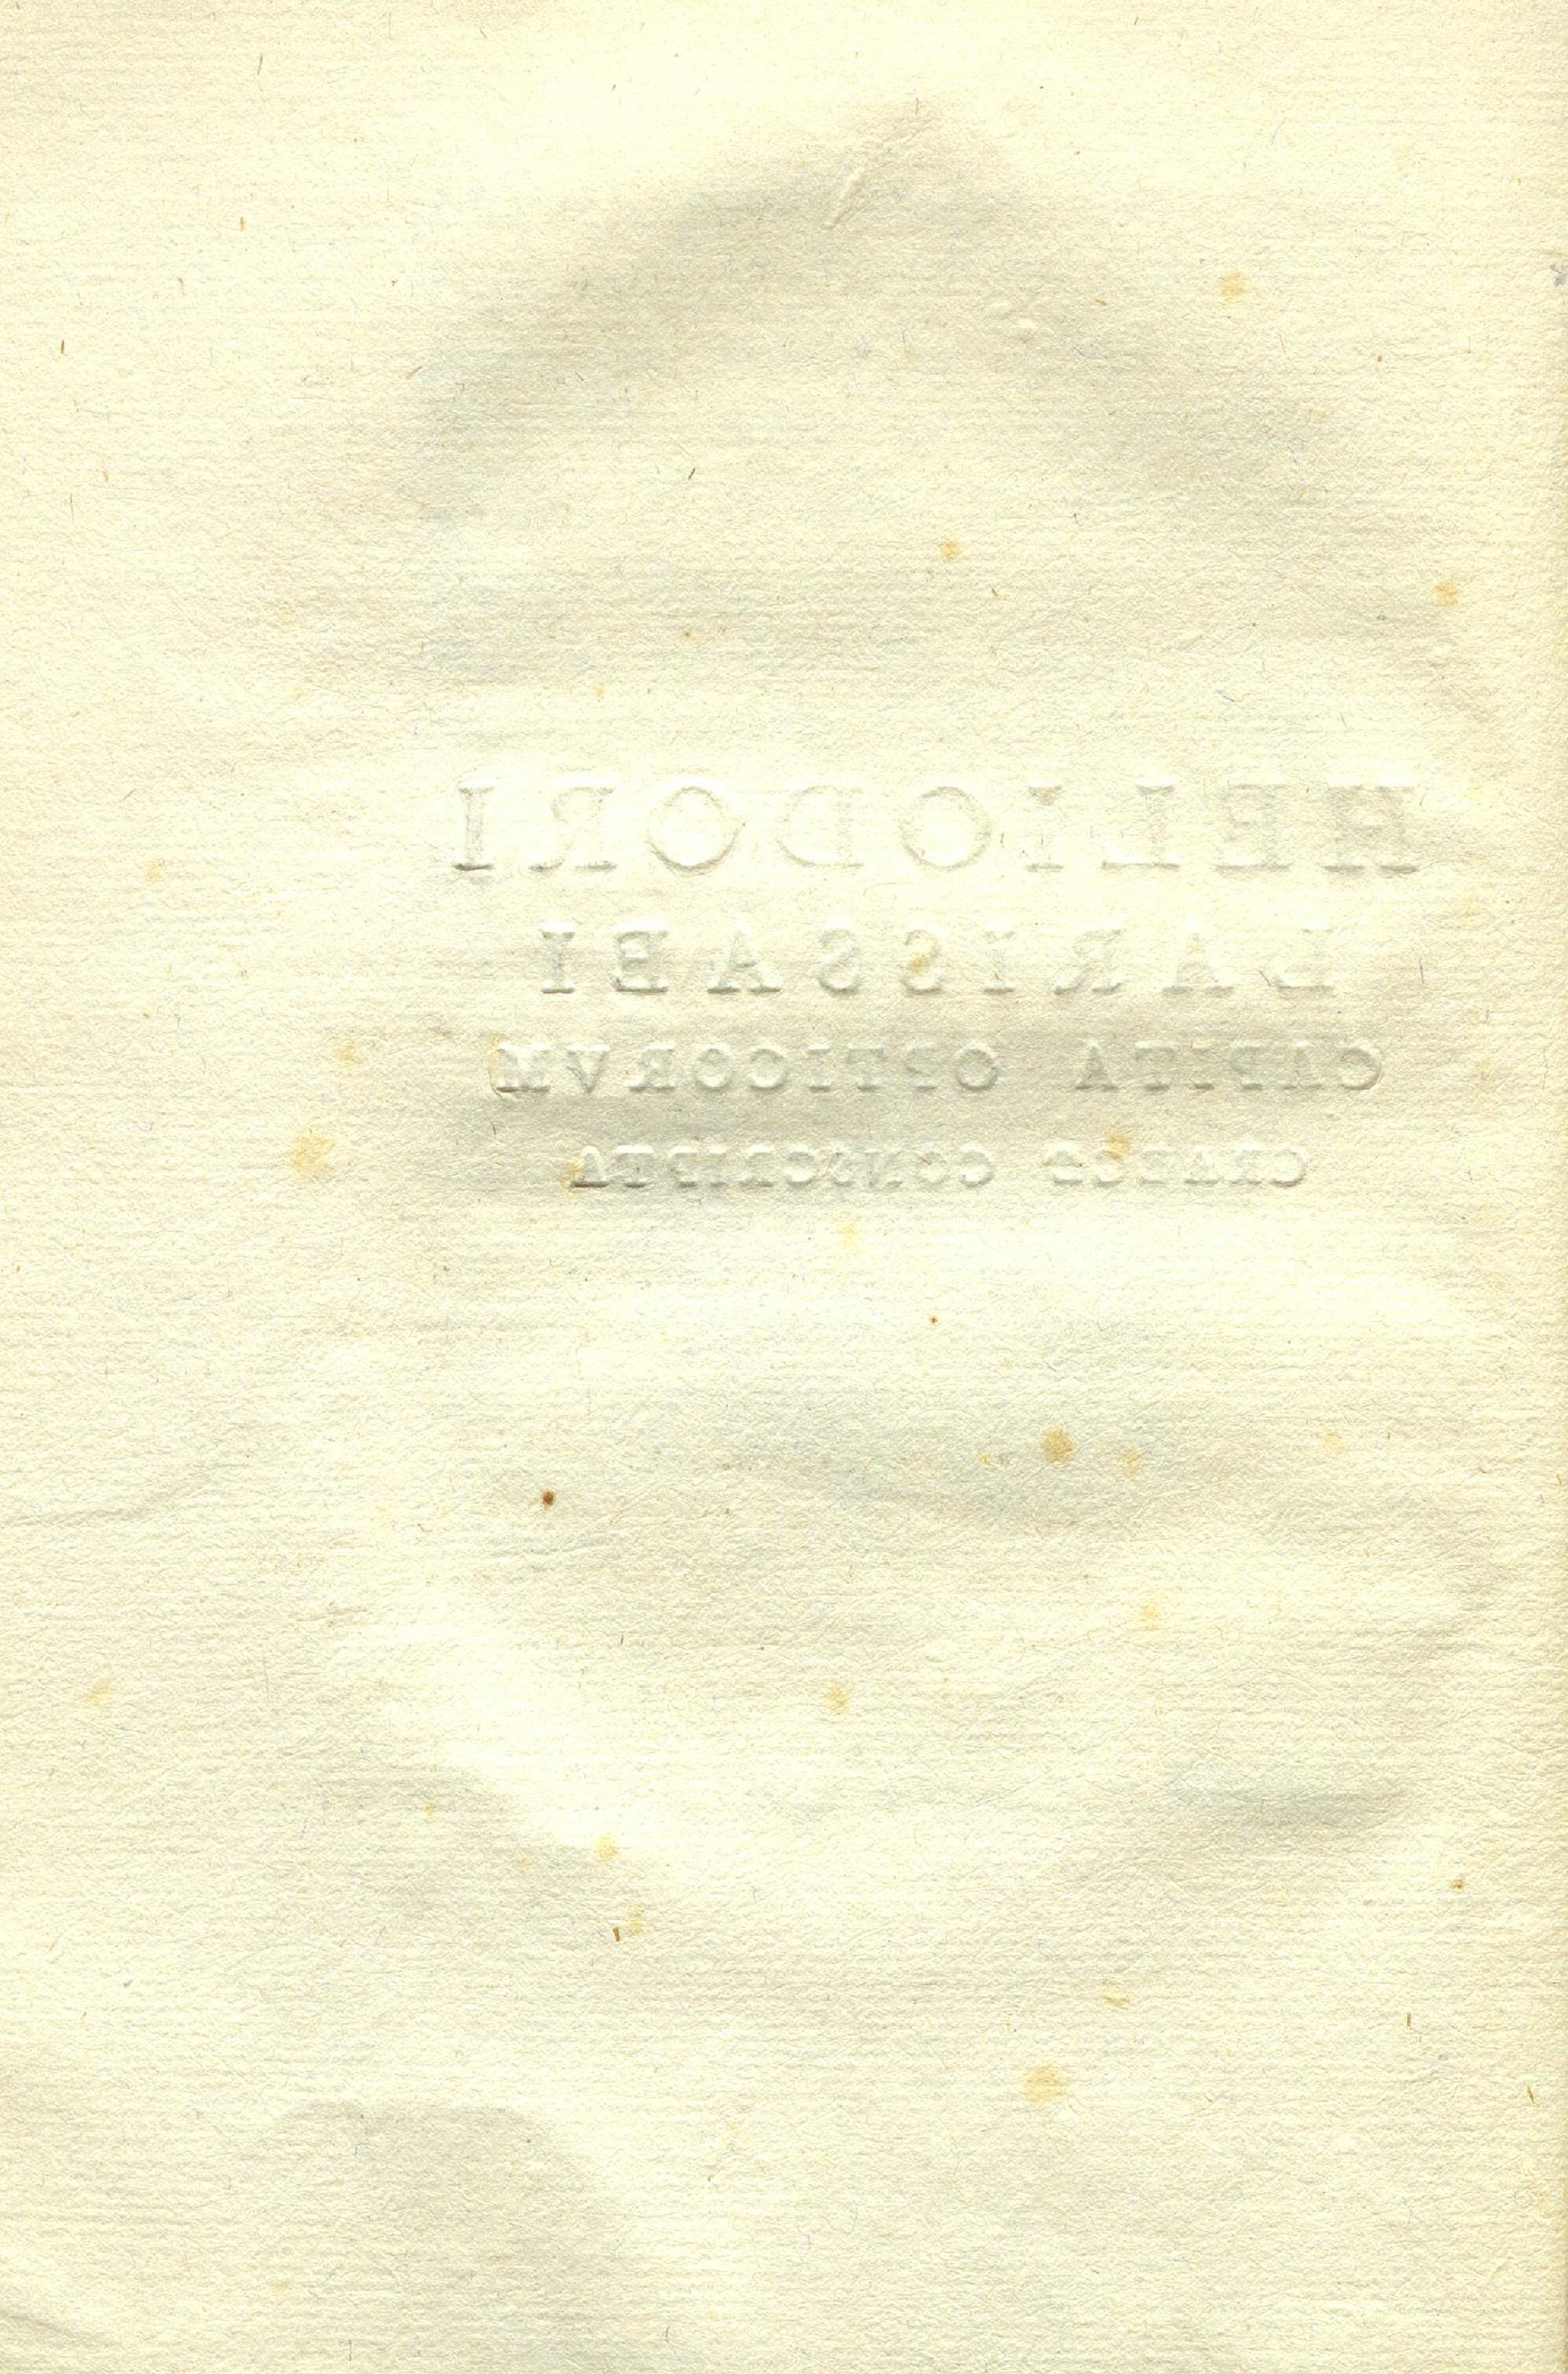 HELIODORI
LARISSAEI
CAPITA OPTICORVM
GRAECE CONSCRIPTA